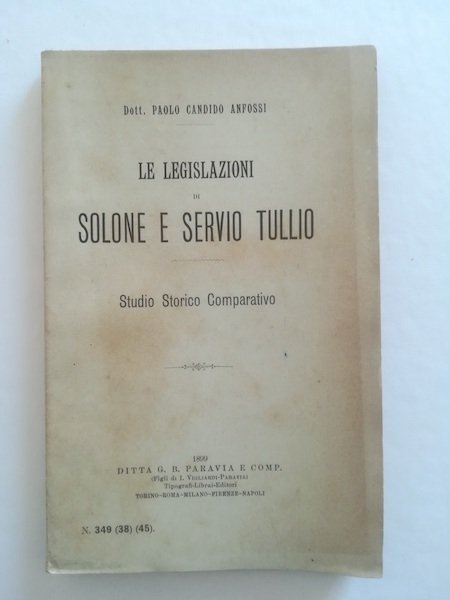 Dott. PAOLO CANDIDO ANFOSSI
LE LEGISLAZIONI
DI
SOLONE E SERVIO TULLIO
Studio Storico Comparativo
1899
DITTA G. B. PARAVIA E COMP.
(Figli di I. VIGLIARDI-PARAVIA)
Tipografi-Librai-Editori
TORINO-ROMA-MILANO-FIRENZE-NAPOLI
N. 349 (38) (45).